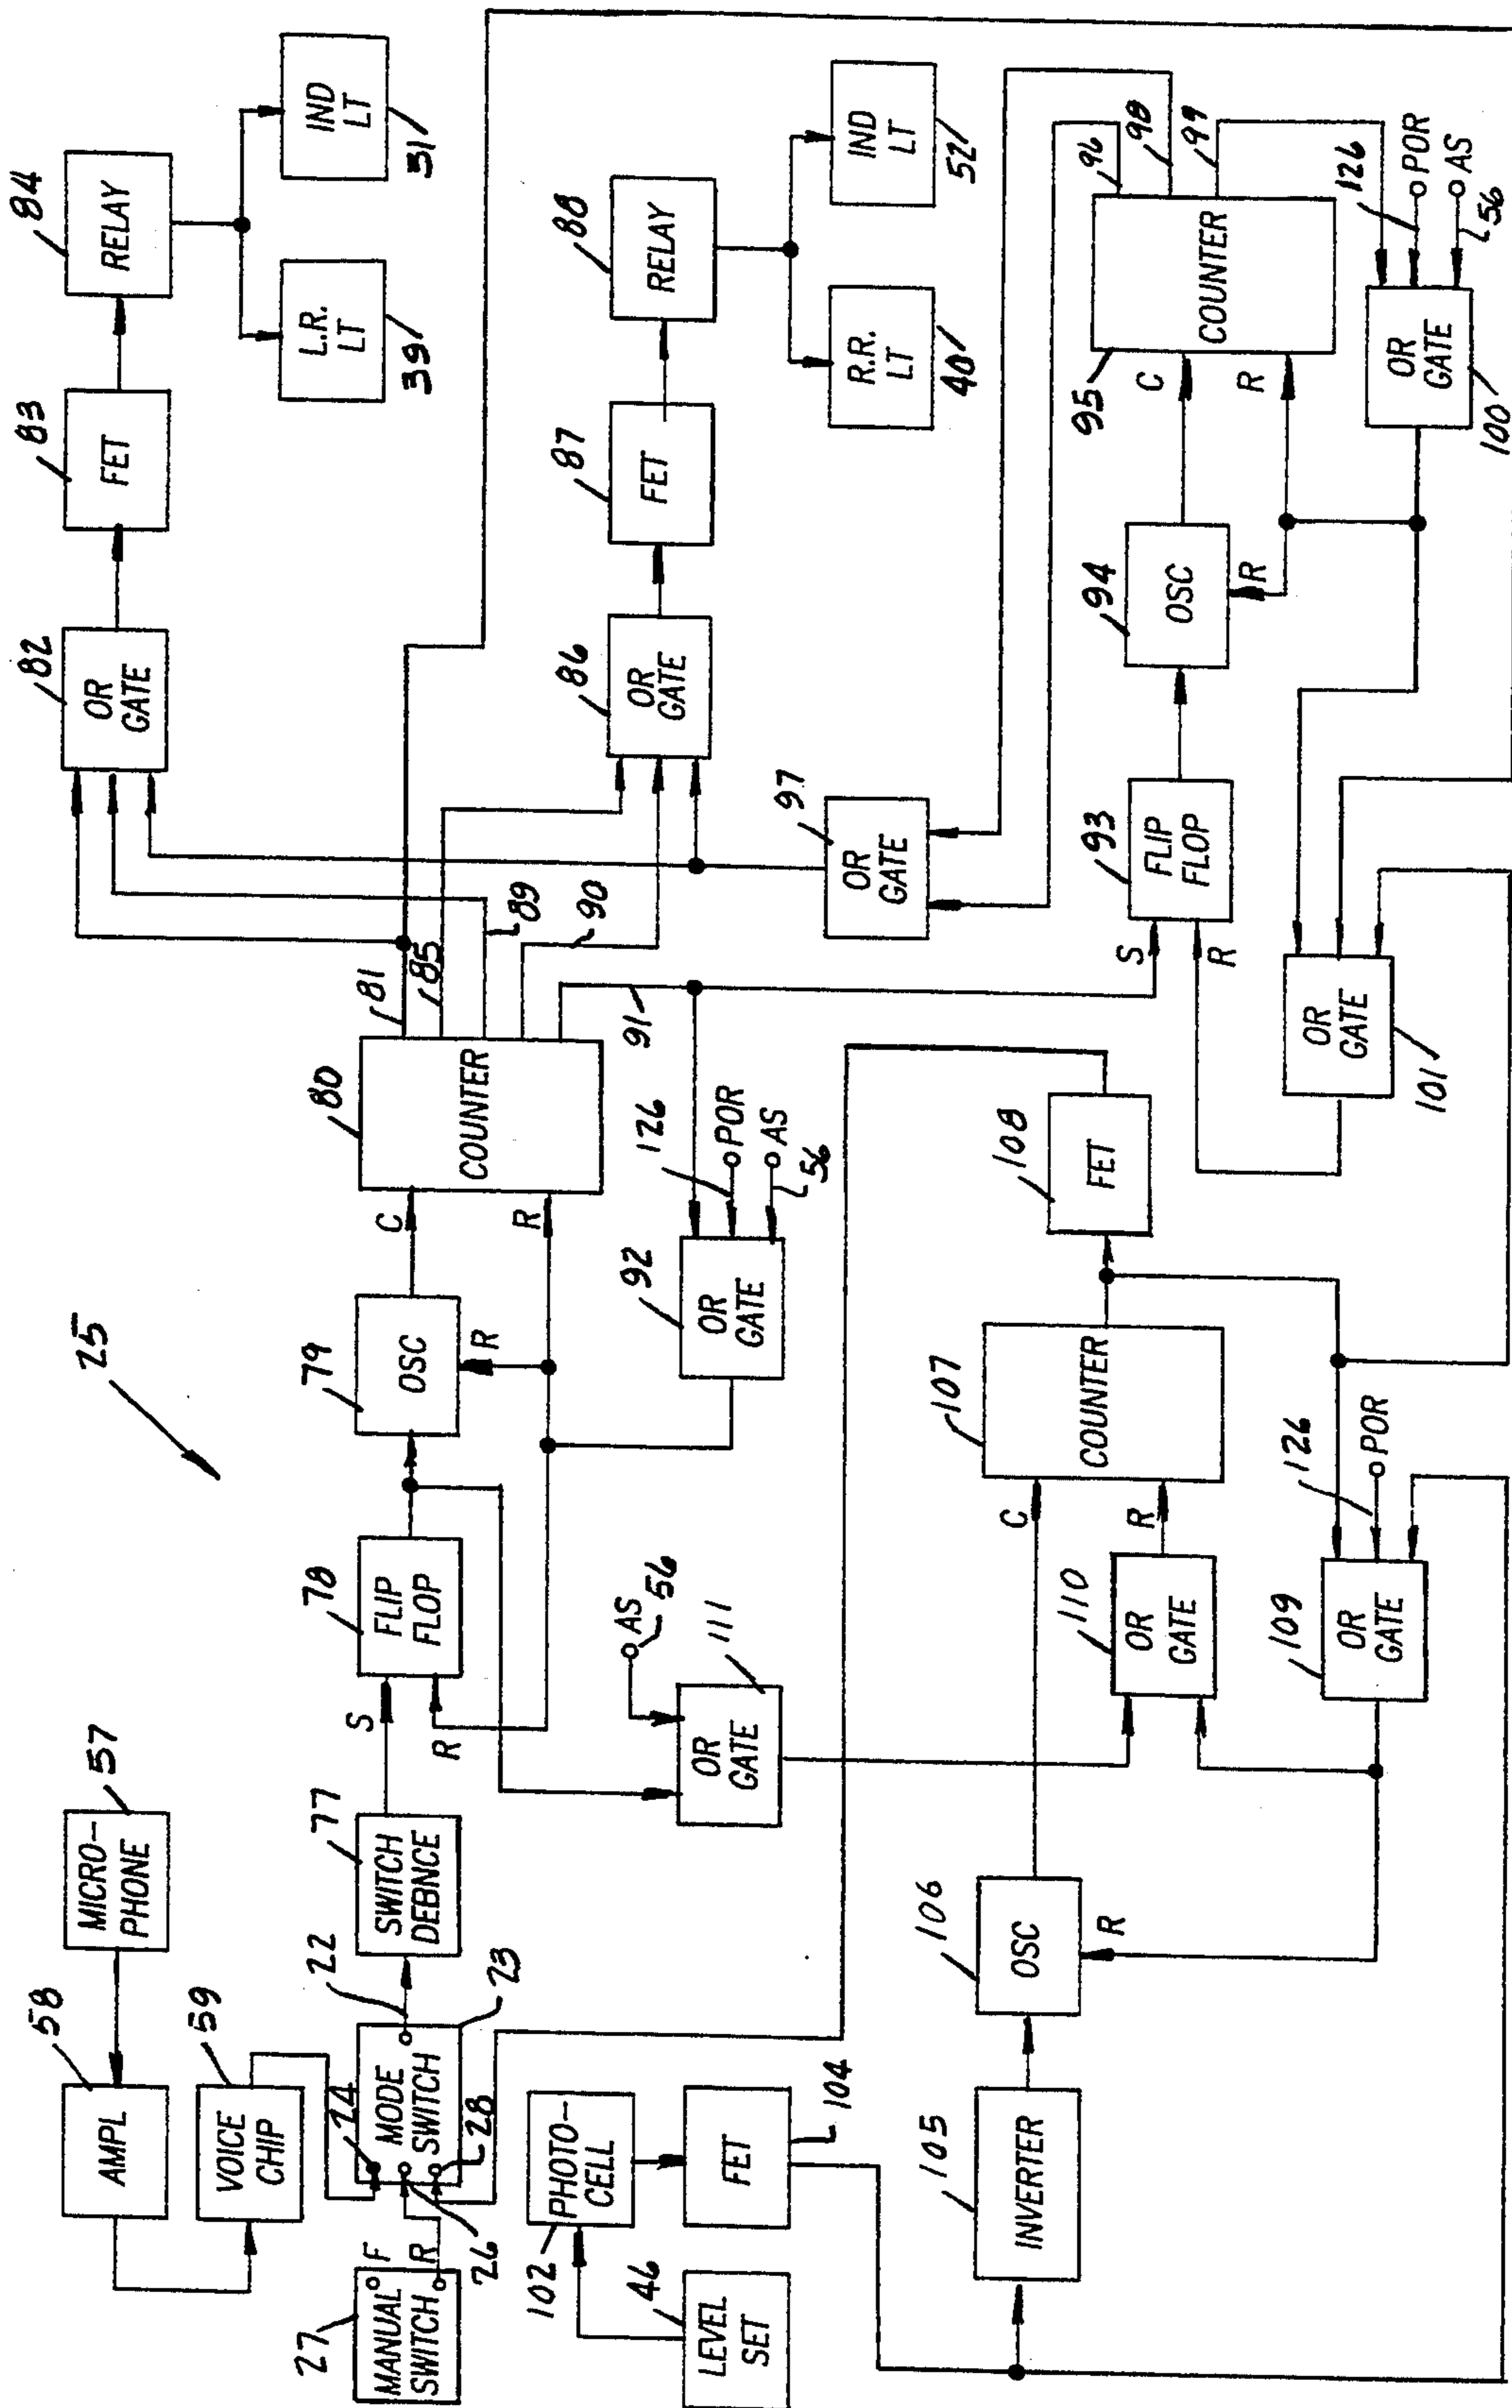 25
MICRO-
PHONE
57
AMPL
58
VOICE
CHIP
59
MANUAL
SWITCH
27
F
R
MODE
SWITCH
24
26
28
22
23
SWITCH
DEBNCE
77
S
R
FLIP
FLOP
78
OSC
79
R
C
R
COUNTER
80
81
85
89
90
91
OR
GATE
82
FET
83
RELAY
84
L.R.
LT
39
IND
LT
51
OR
GATE
86
FET
87
RELAY
88
R.R.
LT
40
IND
LT
52
AS
56
OR
GATE
111
OR
GATE
92
126
POR
AS
56
OR
GATE
97
LEVEL
SET
46
PHOTO-
CELL
102
FET
104
INVERTER
105
OSC
106
R
C
R
OR
GATE
110
COUNTER
107
FET
108
OR
GATE
109
126
POR
S
R
FLIP
FLOP
93
OR
GATE
101
OSC
94
R
C
R
COUNTER
95
96
98
99
OR
GATE
100
126
POR
AS
56